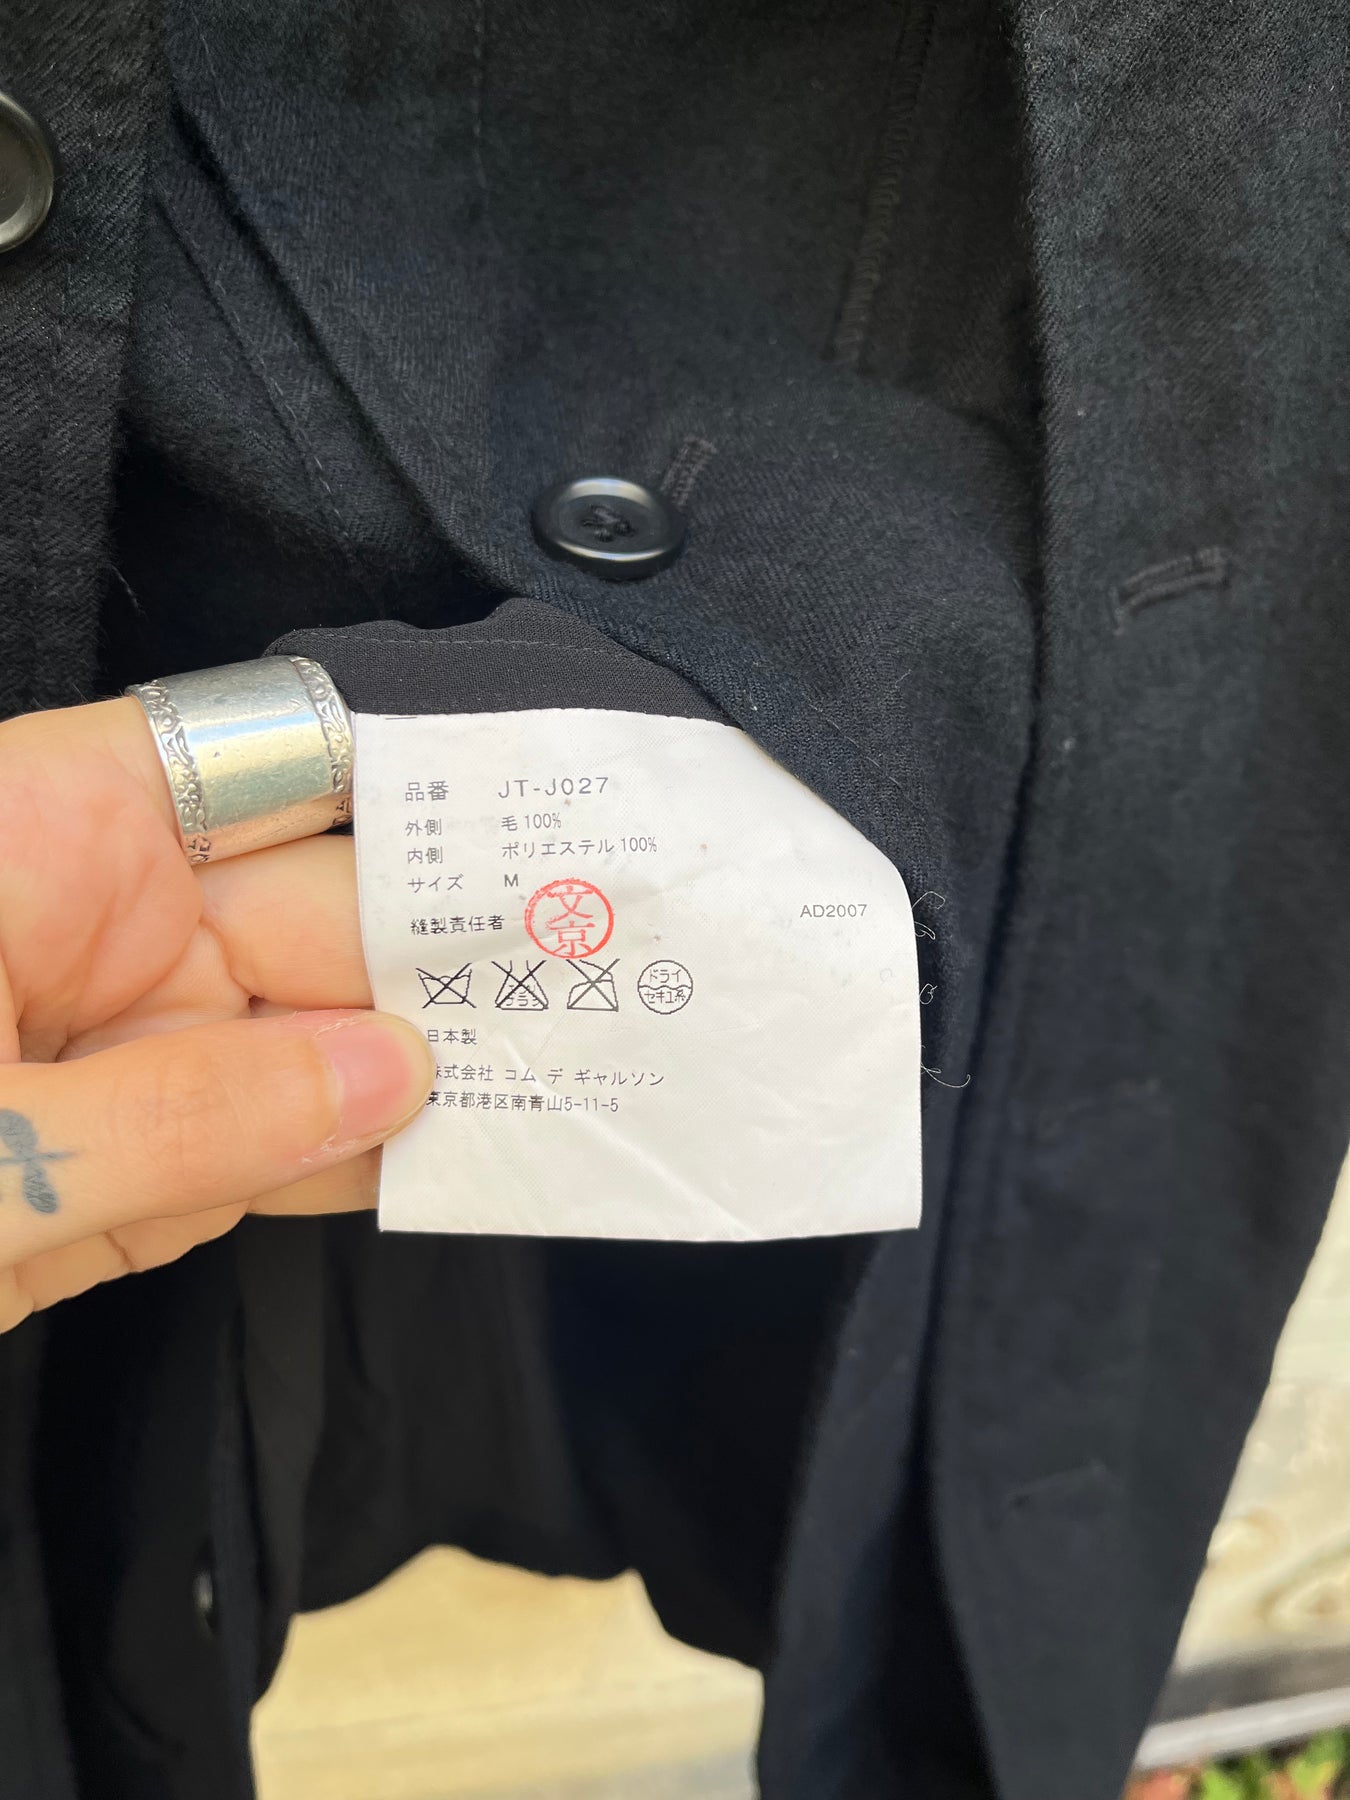 品番 JT-J027
外側 毛 100%
内側 ポリエステル 100%
サイズ M
縫製責任者 文京
AD2007
ドライ
セキユ系
日本製
株式会社 コム デ ギャルソン
東京都港区南青山5-11-5